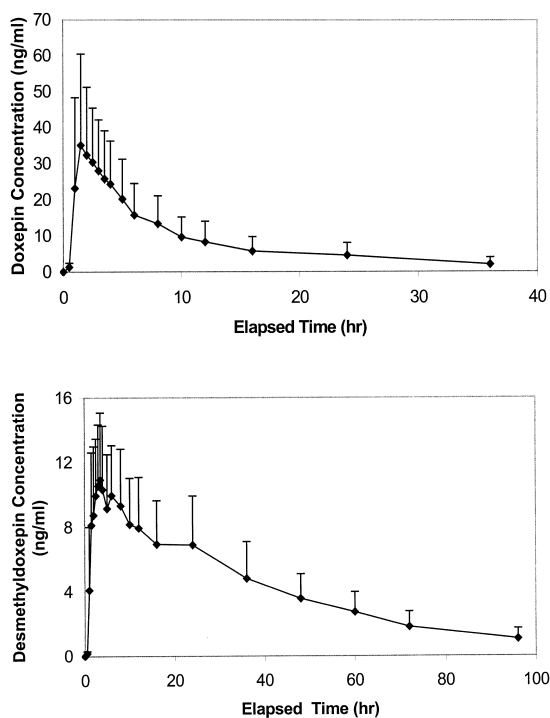 Doxepin Concentration (ng/ml)
70
60
50
40
30
20
10
0
0 10 20 30 40
Elapsed Time (hr)
Desmethyldoxepin Concentration
(ng/ml)
16
12
8
4
0
0 20 40 60 80 100
Elapsed Time (hr)